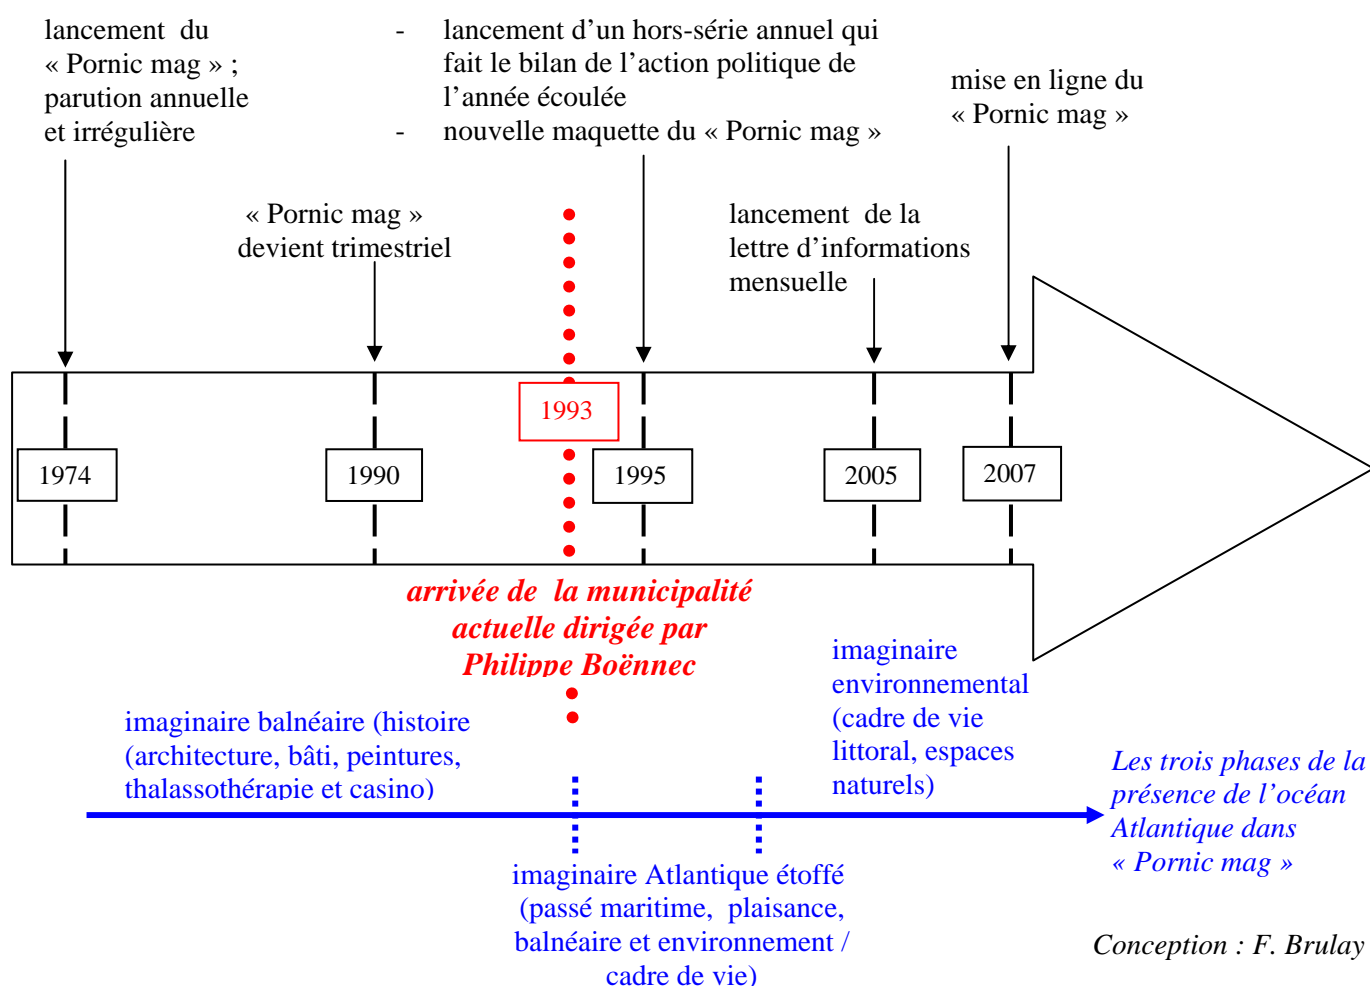 lancement du
« Pornic mag » ;
parution annuelle
et irrégulière
- lancement d’un hors-série annuel qui
fait le bilan de l’action politique de
l’année écoulée
- nouvelle maquette du « Pornic mag »
mise en ligne du
« Pornic mag »
« Pornic mag »
devient trimestriel
lancement de la
lettre d’informations
mensuelle
1974
1990
1993
1995
2005
2007
arrivée de la municipalité
actuelle dirigée par
Philippe Boënnec
imaginaire balnéaire (histoire
(architecture, bâti, peintures,
thalassothérapie et casino)
imaginaire
environnemental
(cadre de vie
littoral, espaces
naturels)
Les trois phases de la
présence de l’océan
Atlantique dans
« Pornic mag »
imaginaire Atlantique étoffé
(passé maritime, plaisance,
balnéaire et environnement /
cadre de vie)
Conception : F. Brulay